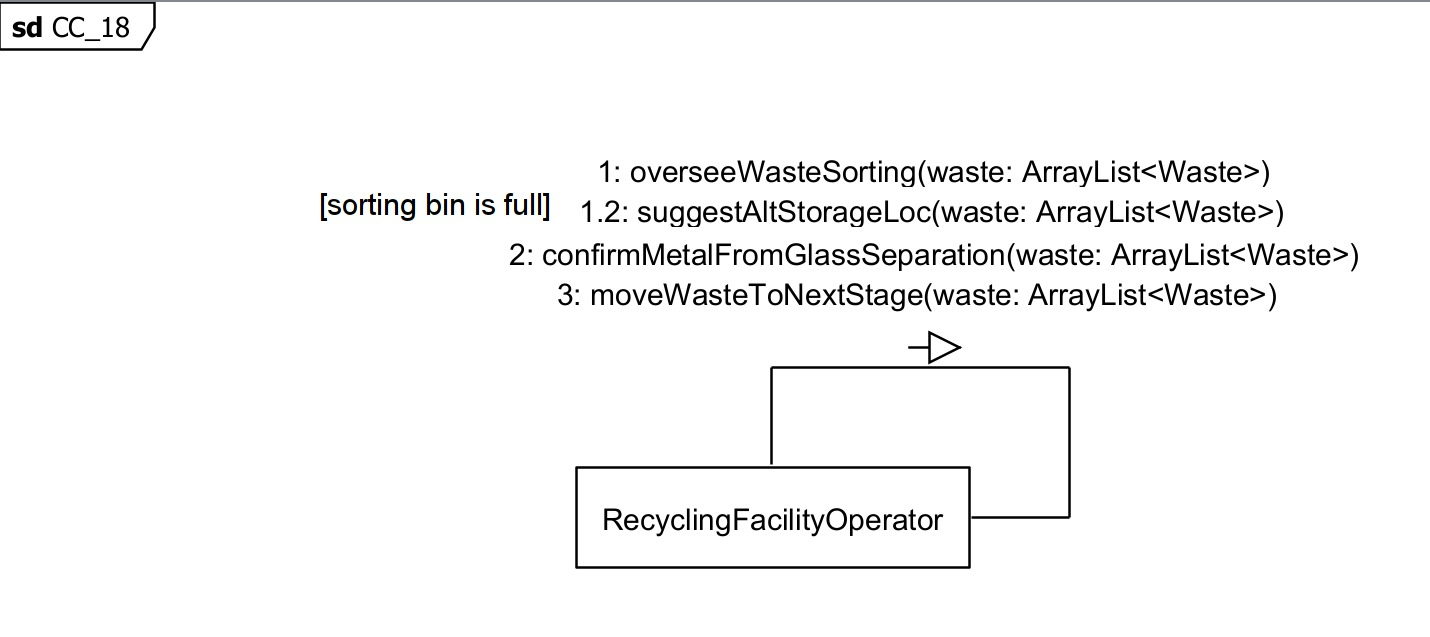 sd CC_18
1: overseeWasteSorting(waste: ArrayList<Waste>)
[sorting bin is full] 1.2: suggestAltStorageLoc(waste: ArrayList<Waste>)
2: confirmMetalFromGlassSeparation(waste: ArrayList<Waste>)
3: moveWasteToNextStage(waste: ArrayList<Waste>)
RecyclingFacilityOperator